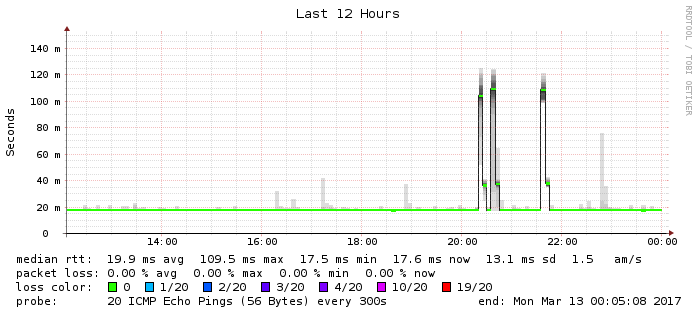 Last 12 Hours
RRDTOOL / TOBI OETIKER
Seconds
140 m
120 m
100 m
80 m
60 m
40 m
20 m
0
14:00 16:00 18:00 20:00 22:00 00:00
median rtt: 19.9 ms avg 109.5 ms max 17.5 ms min 17.6 ms now 13.1 ms sd 1.5 am/s
packet loss: 0.00 % avg 0.00 % max 0.00 % min 0.00 % now
loss color: 0 1/20 2/20 3/20 4/20 10/20 19/20
probe: 20 ICMP Echo Pings (56 Bytes) every 300s end: Mon Mar 13 00:05:08 2017